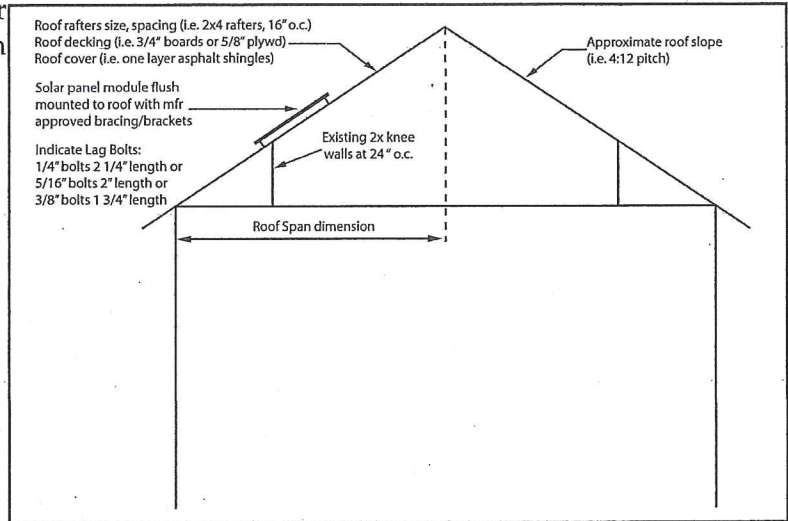 r
n
Roof rafters size, spacing (i.e. 2x4 rafters, 16" o.c.)
Roof decking (i.e. 3/4" boards or 5/8" plywd)
Roof cover (i.e. one layer asphalt shingles)
Approximate roof slope
(i.e. 4:12 pitch)
Solar panel module flush
mounted to roof with mfr
approved bracing/brackets
Indicate Lag Bolts:
1/4" bolts 2 1/4" length or
5/16" bolts 2" length or
3/8" bolts 1 3/4" length
Existing 2x knee
walls at 24" o.c.
Roof Span dimension